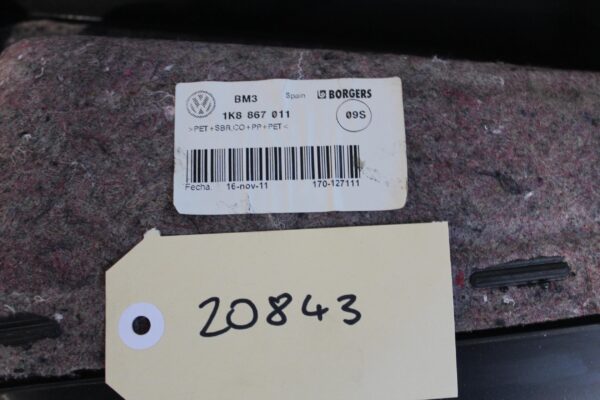 BM3 Spain BORGERS
1K8 867 011
09S
>PET+SBR,CO+PP+PET<
Fecha: 16-nov-11 170-127111
20843